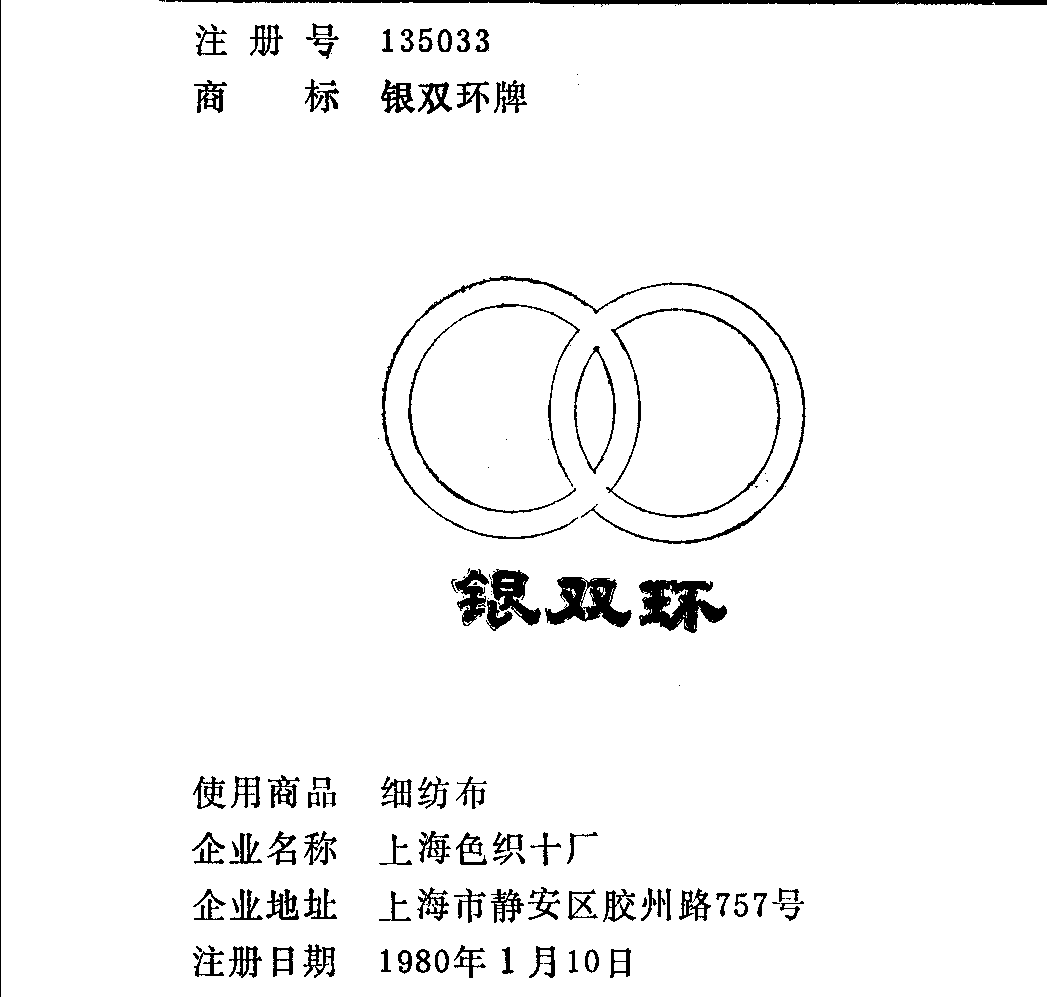 注册号 135033
商标 银双环牌
银双环
使用商品 细纺布
企业名称 上海色织十厂
企业地址 上海市静安区胶州路757号
注册日期 1980年1月10日